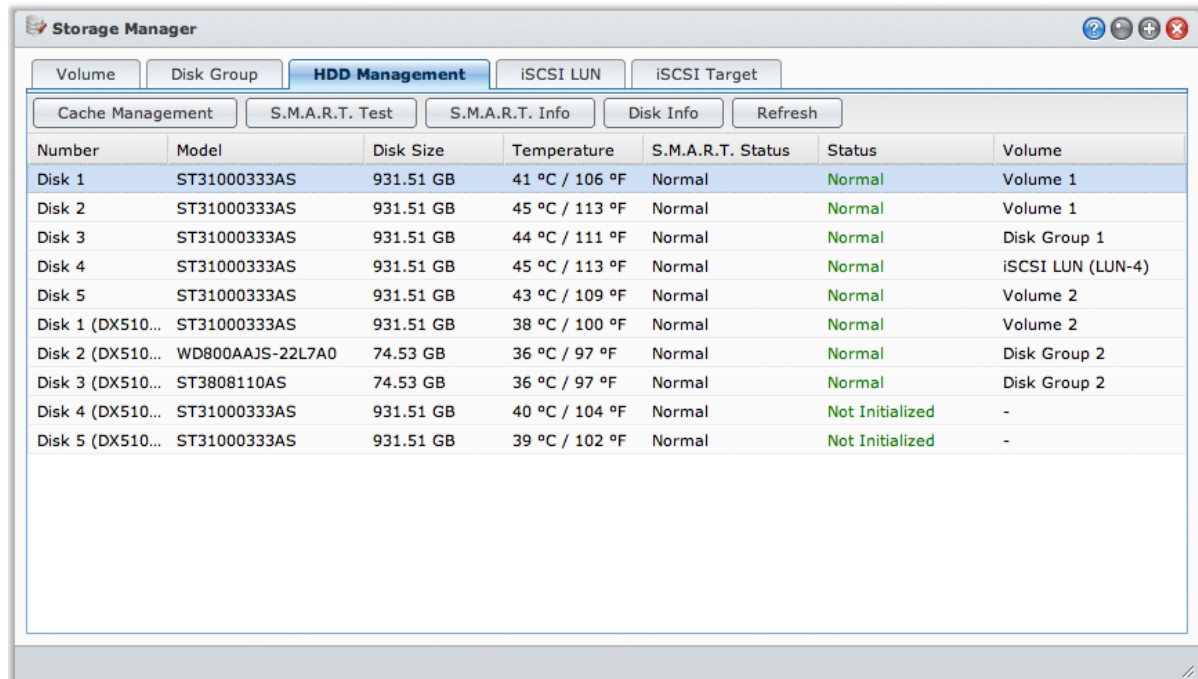 Storage Manager
Volume Disk Group HDD Management iSCSI LUN iSCSI Target
Cache Management S.M.A.R.T. Test S.M.A.R.T. Info Disk Info Refresh
Number Model Disk Size Temperature S.M.A.R.T. Status Status Volume
Disk 1 ST31000333AS 931.51 GB 41 ºC / 106 ºF Normal Normal Volume 1
Disk 2 ST31000333AS 931.51 GB 45 ºC / 113 ºF Normal Normal Volume 1
Disk 3 ST31000333AS 931.51 GB 44 ºC / 111 ºF Normal Normal Disk Group 1
Disk 4 ST31000333AS 931.51 GB 45 ºC / 113 ºF Normal Normal iSCSI LUN (LUN-4)
Disk 5 ST31000333AS 931.51 GB 43 ºC / 109 ºF Normal Normal Volume 2
Disk 1 (DX510... ST31000333AS 931.51 GB 38 ºC / 100 ºF Normal Normal Volume 2
Disk 2 (DX510... WD800AAJS-22L7A0 74.53 GB 36 ºC / 97 ºF Normal Normal Disk Group 2
Disk 3 (DX510... ST3808110AS 74.53 GB 36 ºC / 97 ºF Normal Normal Disk Group 2
Disk 4 (DX510... ST31000333AS 931.51 GB 40 ºC / 104 ºF Normal Not Initialized -
Disk 5 (DX510... ST31000333AS 931.51 GB 39 ºC / 102 ºF Normal Not Initialized -